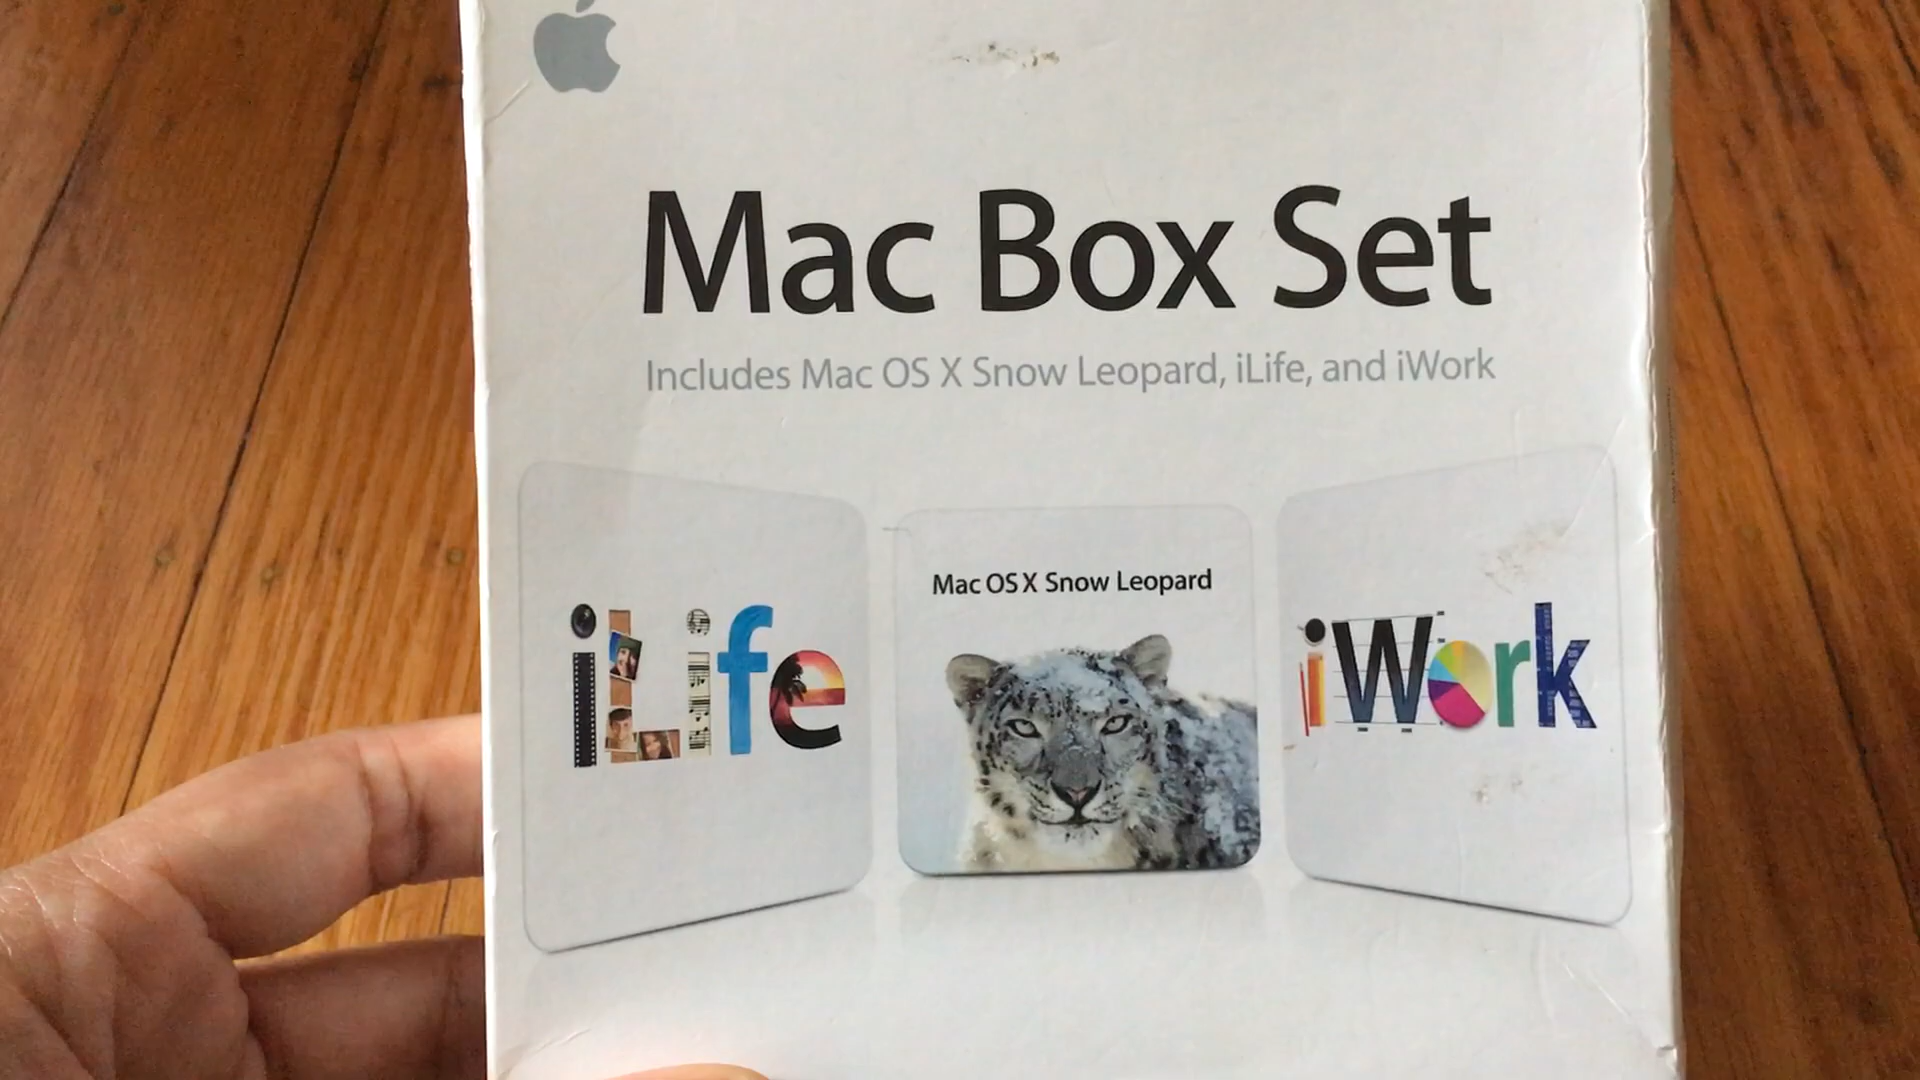 Mac Box Set
Includes Mac OS X Snow Leopard, iLife, and iWork
iLife
Mac OS X Snow Leopard
iWork